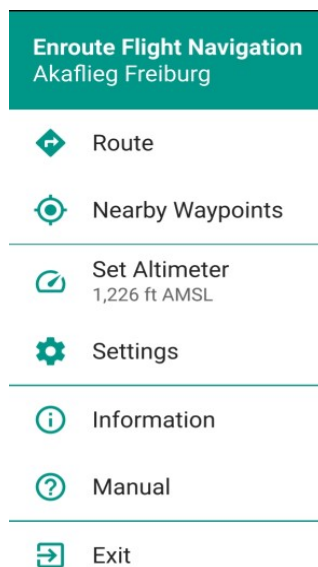 Enroute Flight Navigation
Akaflieg Freiburg
Route
Nearby Waypoints
Set Altimeter
1,226 ft AMSL
Settings
Information
Manual
Exit